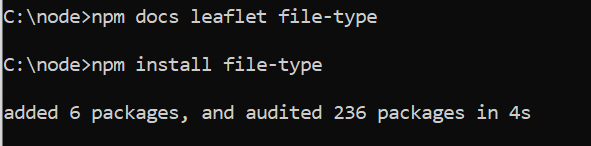 C:\node>npm docs leaflet file-type
C:\node>npm install file-type
added 6 packages, and audited 236 packages in 4s